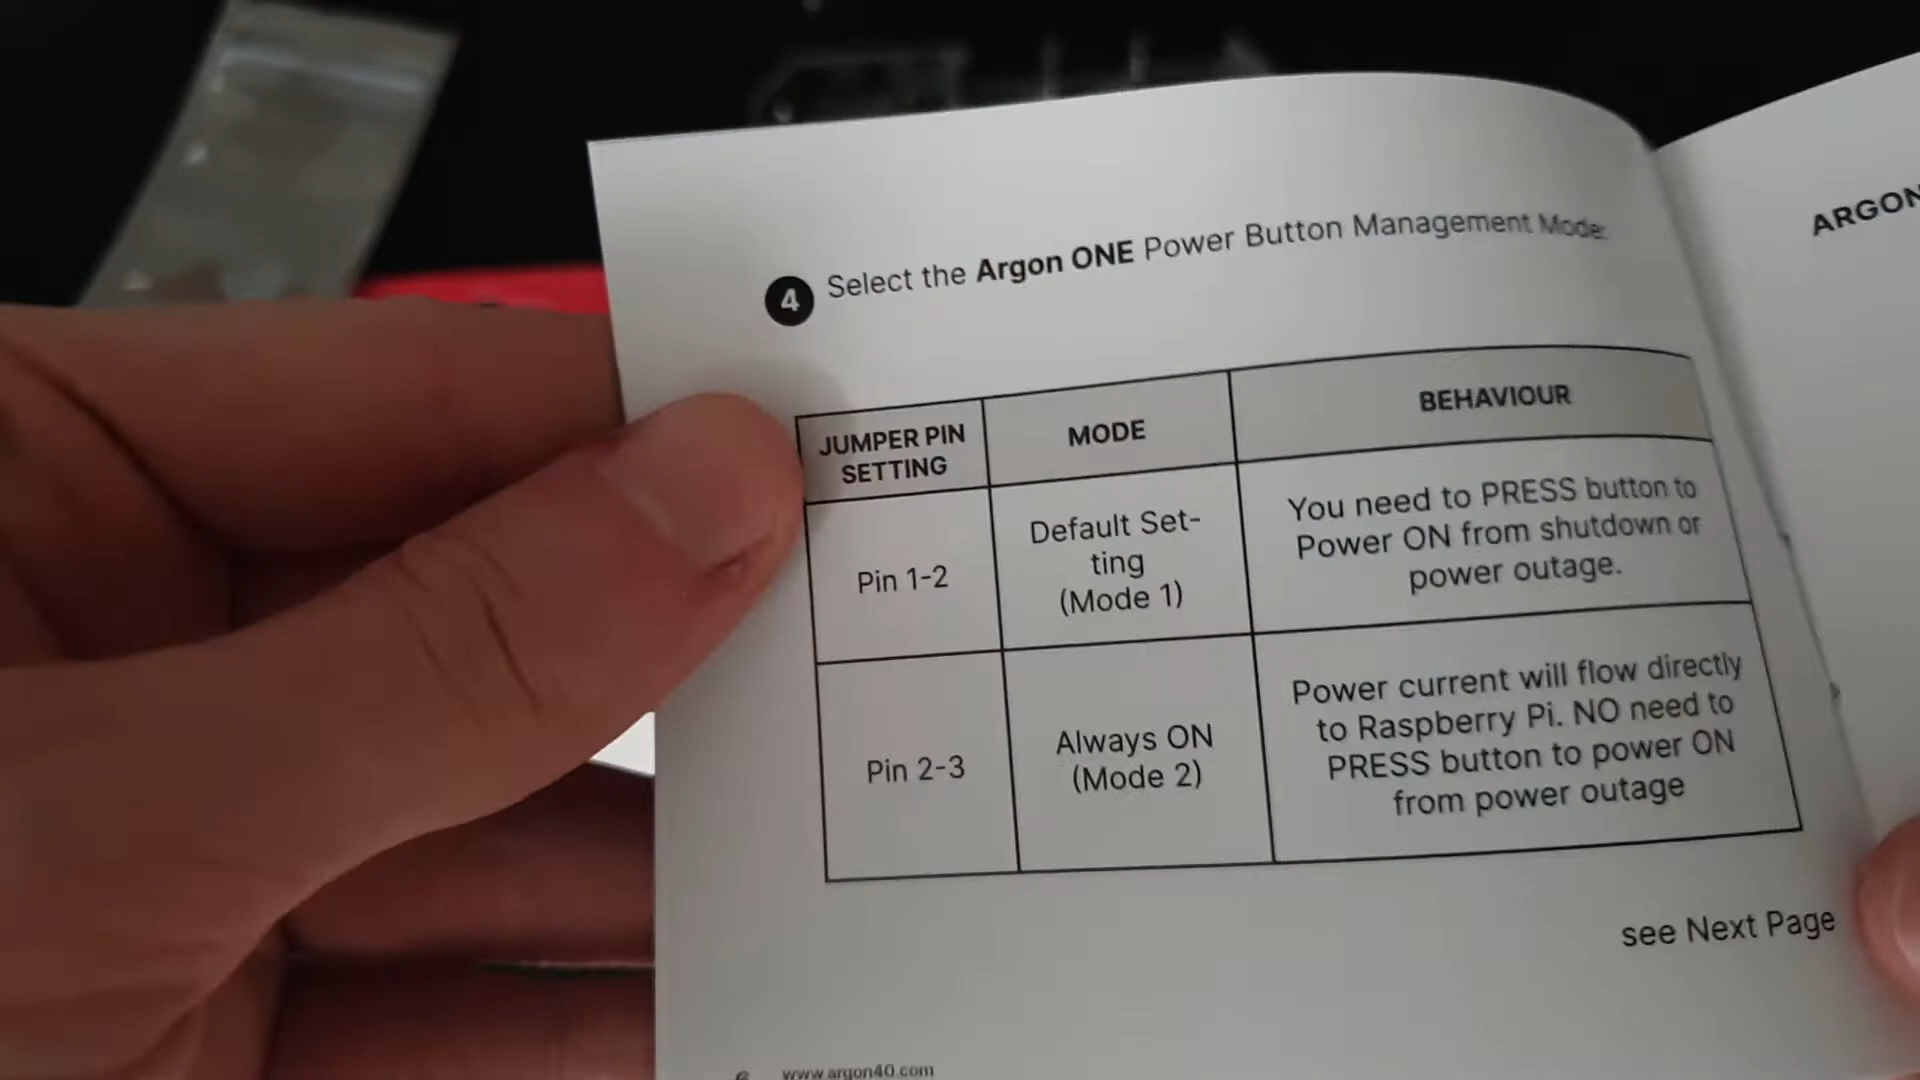 4 Select the Argon ONE Power Button Management Mode:
JUMPER PIN
SETTING
MODE
BEHAVIOUR
Pin 1-2
Default Set-
ting
(Mode 1)
You need to PRESS button to
Power ON from shutdown or
power outage.
Pin 2-3
Always ON
(Mode 2)
Power current will flow directly
to Raspberry Pi. NO need to
PRESS button to power ON
from power outage
see Next Page
6 www.argon40.com
ARGON